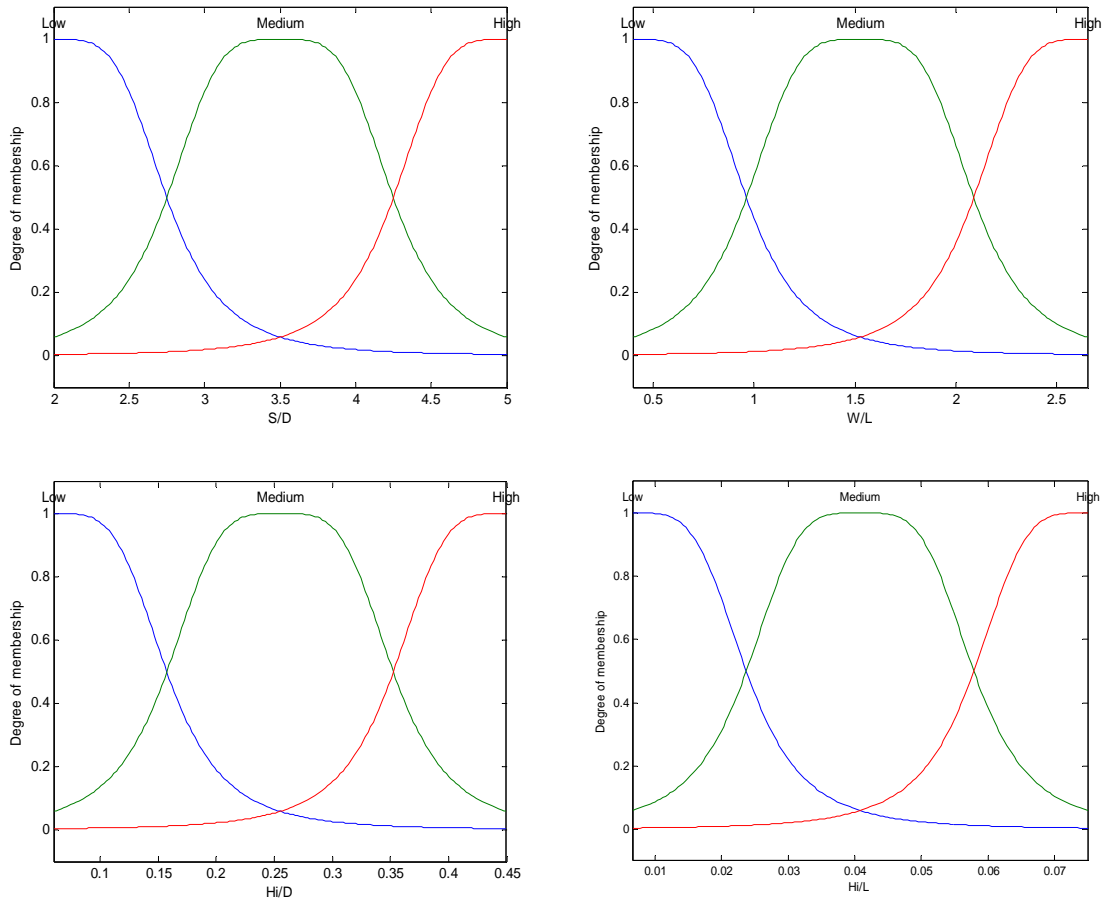 Low Medium High
1
0.8
0.6
0.4
0.2
0
Degree of membership
2 2.5 3 3.5 4 4.5 5
S/D
Low Medium High
1
0.8
0.6
0.4
0.2
0
Degree of membership
0.5 1 1.5 2 2.5
W/L
Low Medium High
1
0.8
0.6
0.4
0.2
0
Degree of membership
0.1 0.15 0.2 0.25 0.3 0.35 0.4 0.45
Hi/D
Low Medium High
1
0.8
0.6
0.4
0.2
0
Degree of membership
0.01 0.02 0.03 0.04 0.05 0.06 0.07
Hi/L